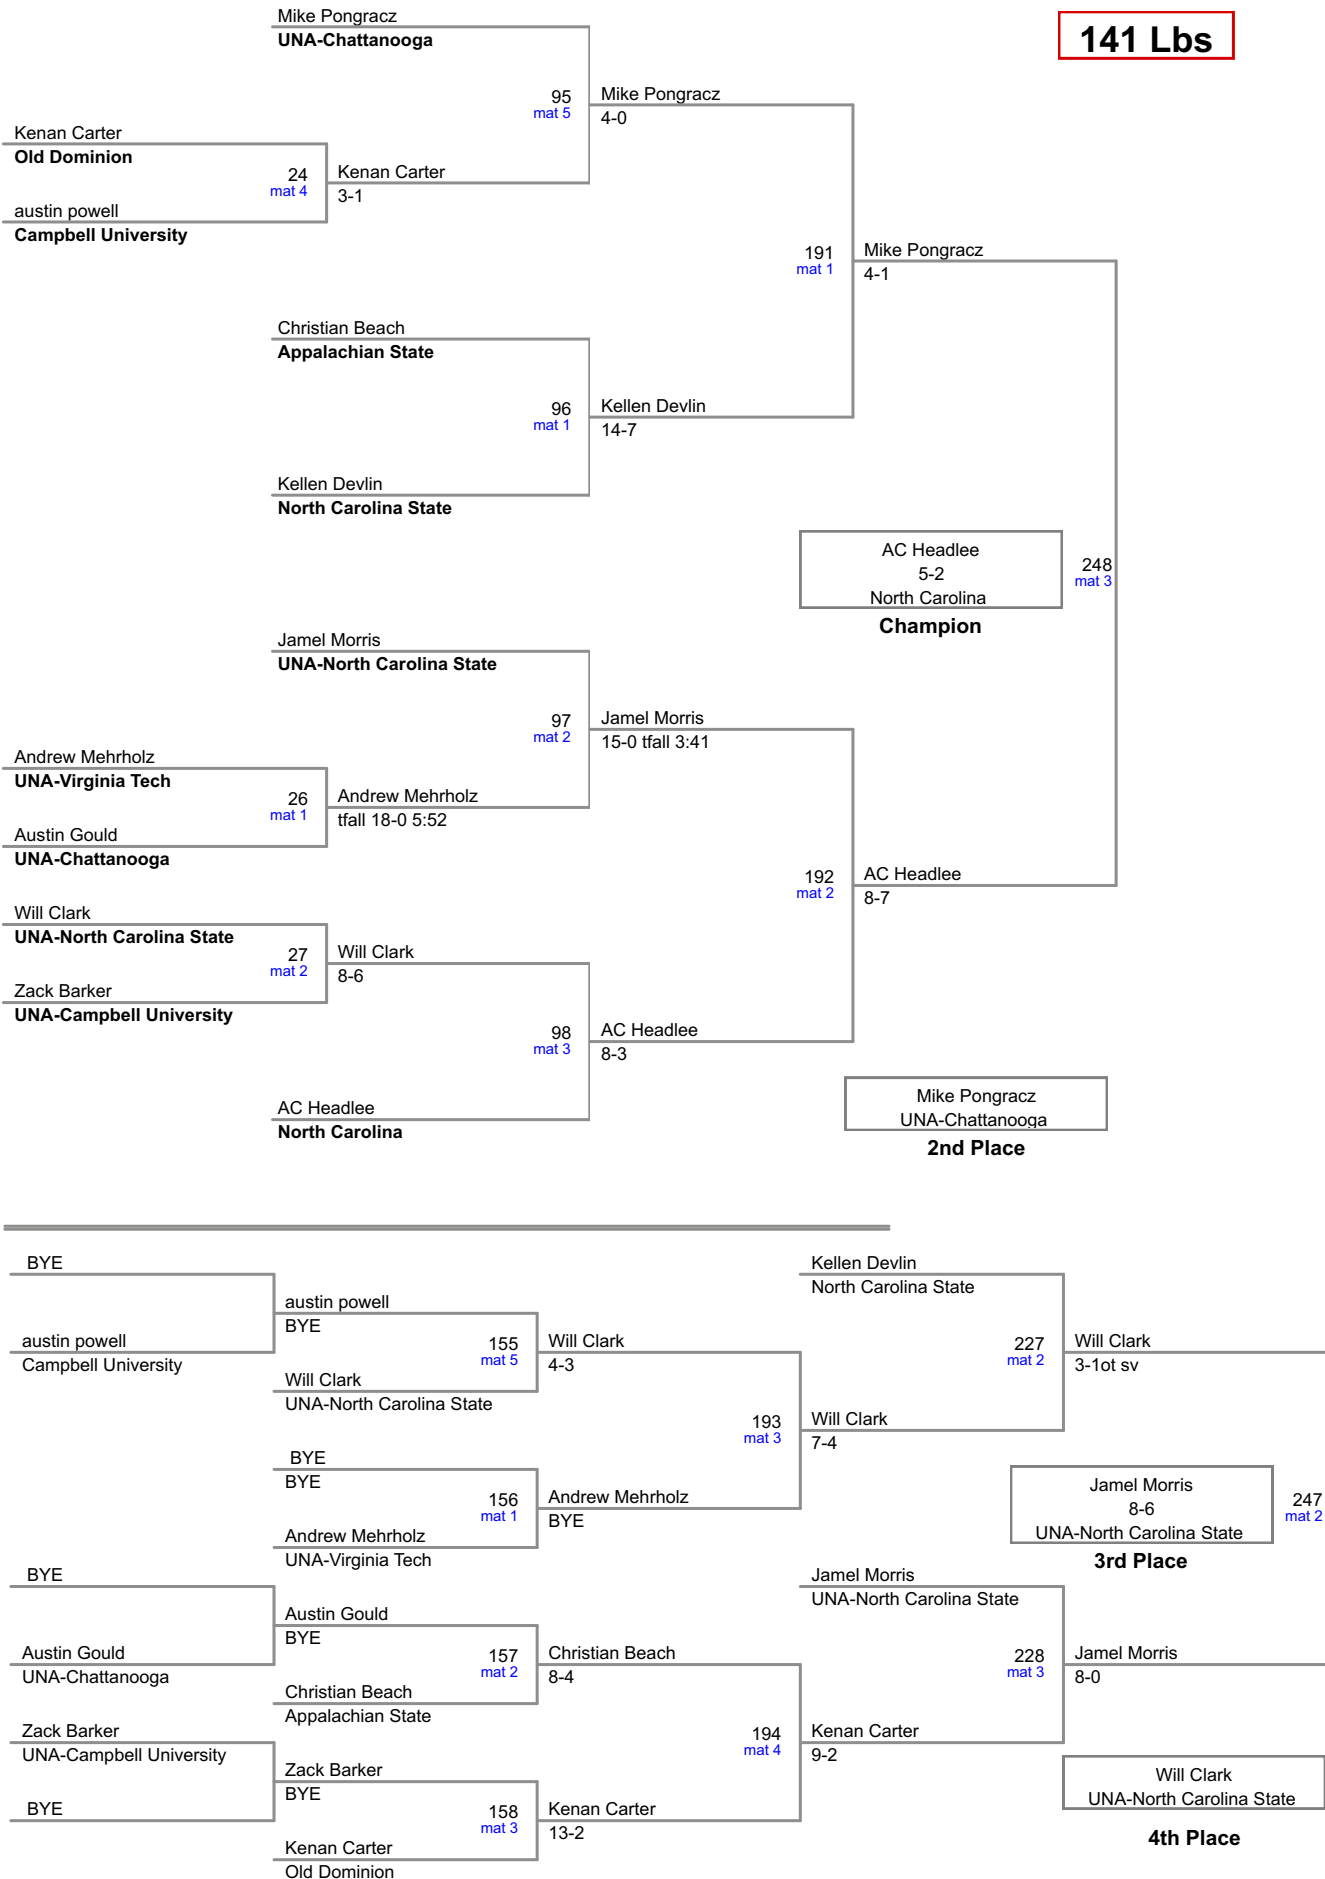 Mike Pongracz
UNA-Chattanooga
141 Lbs
95
mat 5
Mike Pongracz
4-0
Kenan Carter
Old Dominion
24
mat 4
Kenan Carter
3-1
austin powell
Campbell University
191
mat 1
Mike Pongracz
4-1
Christian Beach
Appalachian State
96
mat 1
Kellen Devlin
14-7
Kellen Devlin
North Carolina State
AC Headlee
5-2
North Carolina
248
mat 3
Champion
Jamel Morris
UNA-North Carolina State
97
mat 2
Jamel Morris
15-0 tfall 3:41
Andrew Mehrholz
UNA-Virginia Tech
26
mat 1
Andrew Mehrholz
tfall 18-0 5:52
Austin Gould
UNA-Chattanooga
192
mat 2
AC Headlee
8-7
Will Clark
UNA-North Carolina State
27
mat 2
Will Clark
8-6
Zack Barker
UNA-Campbell University
98
mat 3
AC Headlee
8-3
AC Headlee
North Carolina
Mike Pongracz
UNA-Chattanooga
2nd Place
BYE
Kellen Devlin
North Carolina State
austin powell
BYE
austin powell
Campbell University
155
mat 5
Will Clark
4-3
227
mat 2
Will Clark
3-1ot sv
Will Clark
UNA-North Carolina State
193
mat 3
Will Clark
7-4
BYE
BYE
156
mat 1
Andrew Mehrholz
BYE
Jamel Morris
8-6
UNA-North Carolina State
247
mat 2
Andrew Mehrholz
UNA-Virginia Tech
3rd Place
BYE
Jamel Morris
UNA-North Carolina State
Austin Gould
BYE
Austin Gould
UNA-Chattanooga
157
mat 2
Christian Beach
8-4
228
mat 3
Jamel Morris
8-0
Christian Beach
Appalachian State
Zack Barker
UNA-Campbell University
194
mat 4
Kenan Carter
9-2
Zack Barker
BYE
Will Clark
UNA-North Carolina State
BYE
158
mat 3
Kenan Carter
13-2
4th Place
Kenan Carter
Old Dominion